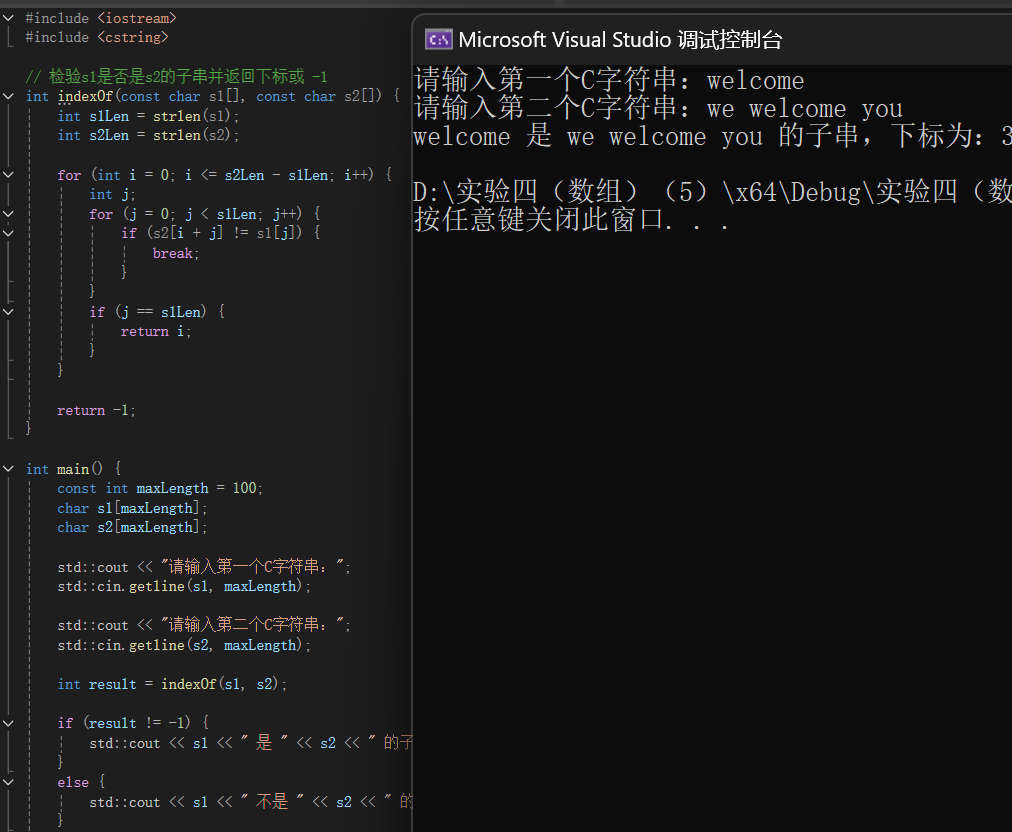 #include <iostream>
#include <cstring>
// 检验s1是否是s2的子串并返回下标或 -1
int indexOf(const char s1[], const char s2[]) {
int s1Len = strlen(s1);
int s2Len = strlen(s2);
for (int i = 0; i <= s2Len - s1Len; i++) {
int j;
for (j = 0; j < s1Len; j++) {
if (s2[i + j] != s1[j]) {
break;
}
}
if (j == s1Len) {
return i;
}
}
return -1;
}
int main() {
const int maxLength = 100;
char s1[maxLength];
char s2[maxLength];
std::cout << "请输入第一个C字符串: ";
std::cin.getline(s1, maxLength);
std::cout << "请输入第二个C字符串: ";
std::cin.getline(s2, maxLength);
int result = indexOf(s1, s2);
if (result != -1) {
std::cout << s1 << " 是 " << s2 << " 的子
}
else {
std::cout << s1 << " 不是 " << s2 << " 的
}
Microsoft Visual Studio 调试控制台
请输入第一个C字符串: welcome
请输入第二个C字符串: we welcome you
welcome 是 we welcome you 的子串，下标为: 3
D:\实验四（数组）（5）\x64\Debug\实验四（数
按任意键关闭此窗口. . .